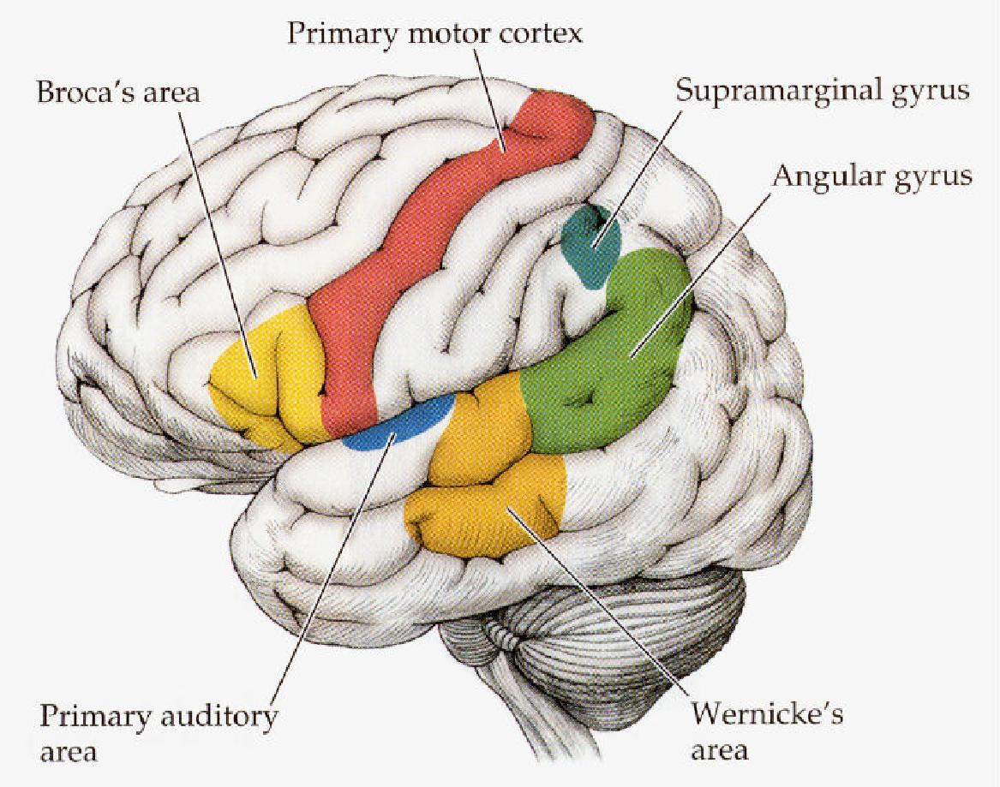 Primary motor cortex
Broca's area
Supramarginal gyrus
Angular gyrus
Primary auditory
area
Wernicke's
area